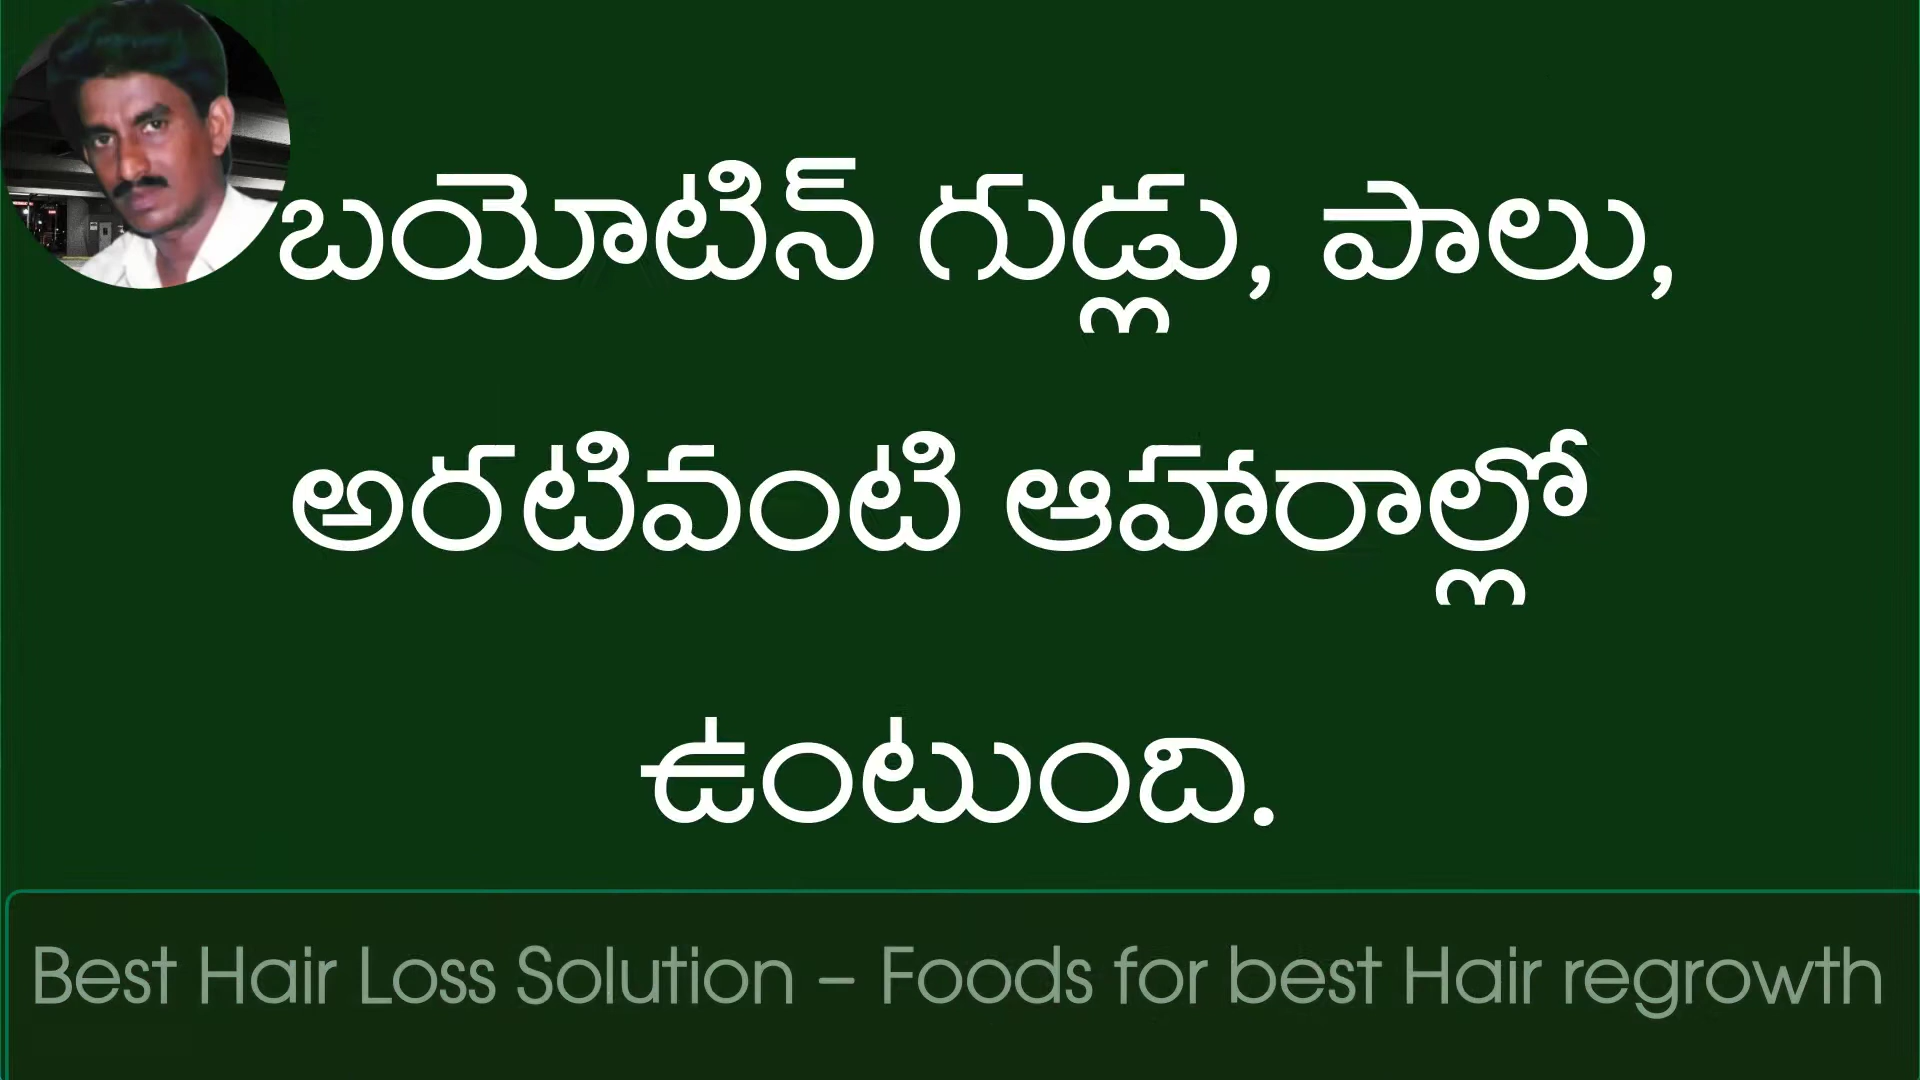 బయోటిన్ గుడ్లు, పాలు,
అరటివంటి ఆహారాల్లో
ఉంటుంది.
Best Hair Loss Solution – Foods for best Hair regrowth